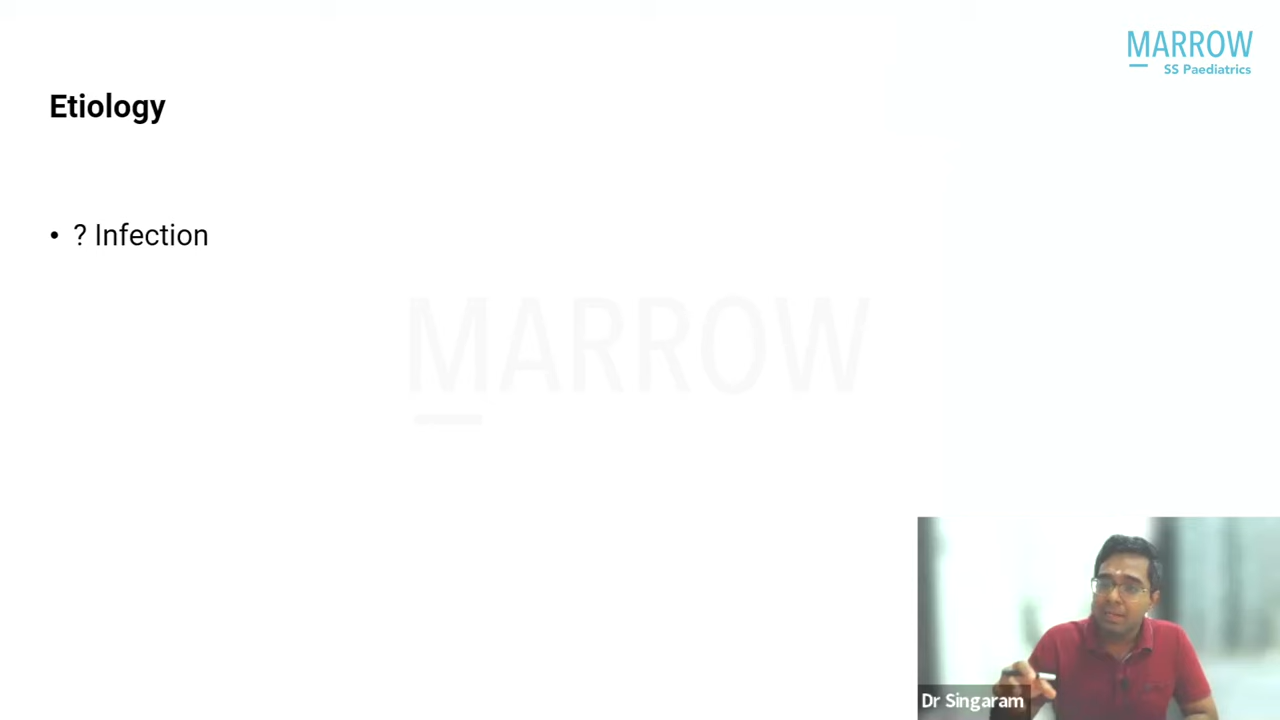 MARROW
SS Paediatrics
Etiology
• ? Infection
MARROW
Dr Singaram